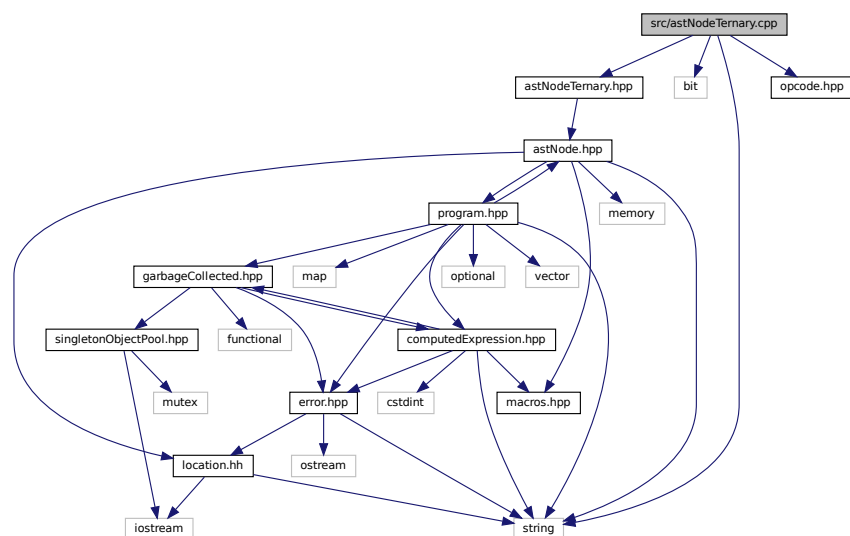 src/astNodeTernary.cpp
astNodeTernary.hpp
bit
opcode.hpp
astNode.hpp
program.hpp
memory
garbageCollected.hpp
map
optional
vector
singletonObjectPool.hpp
functional
computedExpression.hpp
mutex
error.hpp
cstdint
macros.hpp
location.hh
ostream
iostream
string